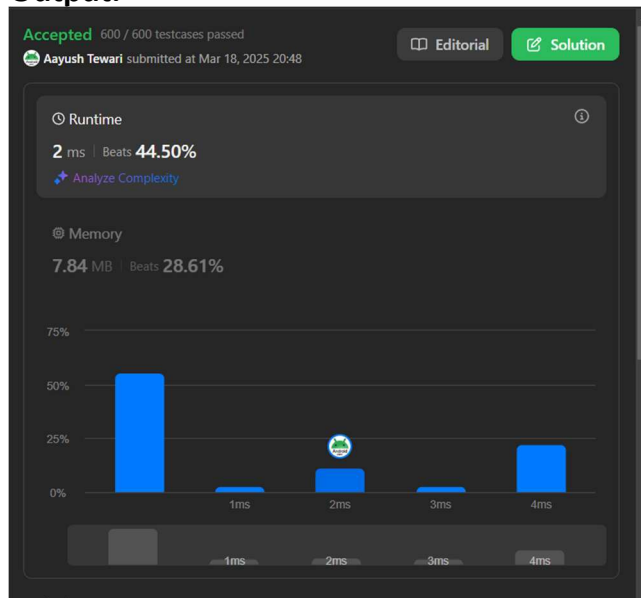 Accepted 600 / 600 testcases passed
Aayush Tewari submitted at Mar 18, 2025 20:48
Editorial
Solution
Runtime
2 ms | Beats 44.50%
Analyze Complexity
Memory
7.84 MB | Beats 28.61%
75%
50%
25%
0%
1ms 2ms 3ms 4ms
1ms 2ms 3ms 4ms